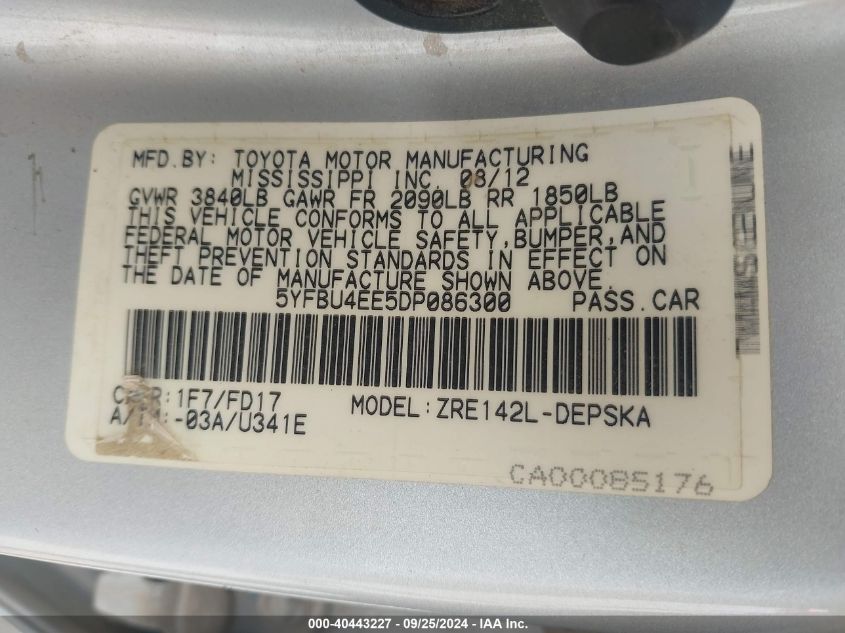 MFD.BY: TOYOTA MOTOR MANUFACTURING
MISSISSIPPI INC. 08/12
GVWR 3840LB GAWR FR 2090LB RR 1850LB
THIS VEHICLE CONFORMS TO ALL APPLICABLE
FEDERAL MOTOR VEHICLE SAFETY,BUMPER,AND
THEFT PREVENTION STANDARDS IN EFFECT ON
THE DATE OF MANUFACTURE SHOWN ABOVE.
5YFBU4EE5DP086300 PASS.CAR
:1F7/FD17 MODEL:ZRE142L-DEPSKA
-03A/U341E
CA00085176
000-40443227 - 09/25/2024 - IAA Inc.